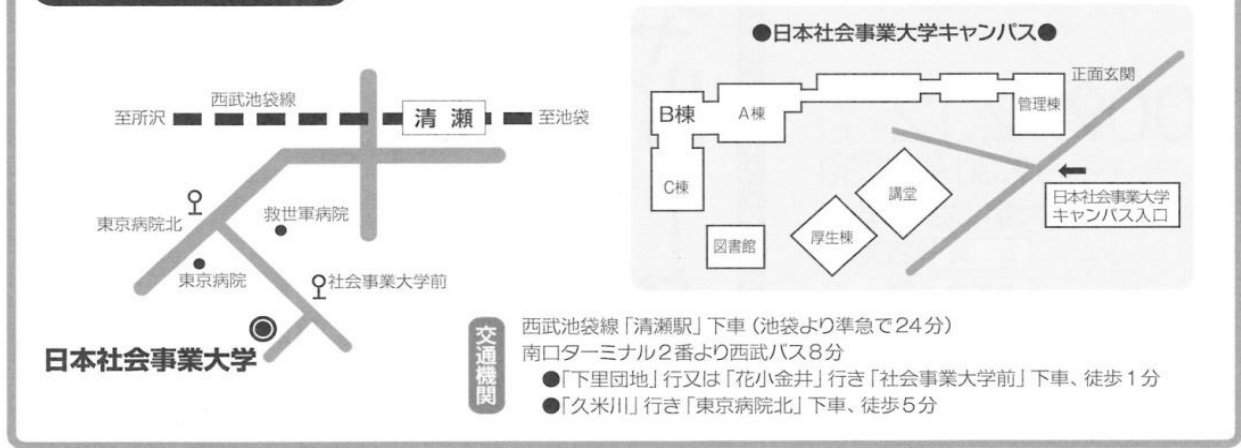 西武池袋線
至所沢
清瀬
至池袋
東京病院北
救世軍病院
東京病院
社会事業大学前
日本社会事業大学
●日本社会事業大学キャンパス●
正面玄関
B棟
A棟
管理棟
C棟
講堂
日本社会事業大学
キャンパス入口
図書館
厚生棟
交通機関
西武池袋線「清瀬駅」下車（池袋より準急で24分）
南口ターミナル2番より西武バス8分
●「下里団地」行又は「花小金井」行き「社会事業大学前」下車、徒歩1分
●「久米川」行き「東京病院北」下車、徒歩5分